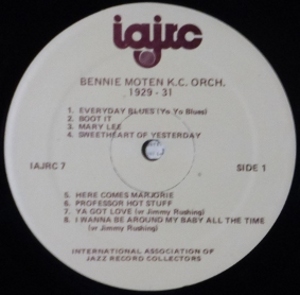 iajrc
BENNIE MOTEN K.C. ORCH.
1929 - 31
1. EVERYDAY BLUES (Yo Yo Blues)
2. BOOT IT
3. MARY LEE
4. SWEETHEART OF YESTERDAY
IAJRC 7
SIDE 1
5. HERE COMES MARJORIE
6. PROFESSOR HOT STUFF
7. YA GOT LOVE (vr Jimmy Rushing)
8. I WANNA BE AROUND MY BABY ALL THE TIME
(vr Jimmy Rushing)
INTERNATIONAL ASSOCIATION OF
JAZZ RECORD COLLECTORS